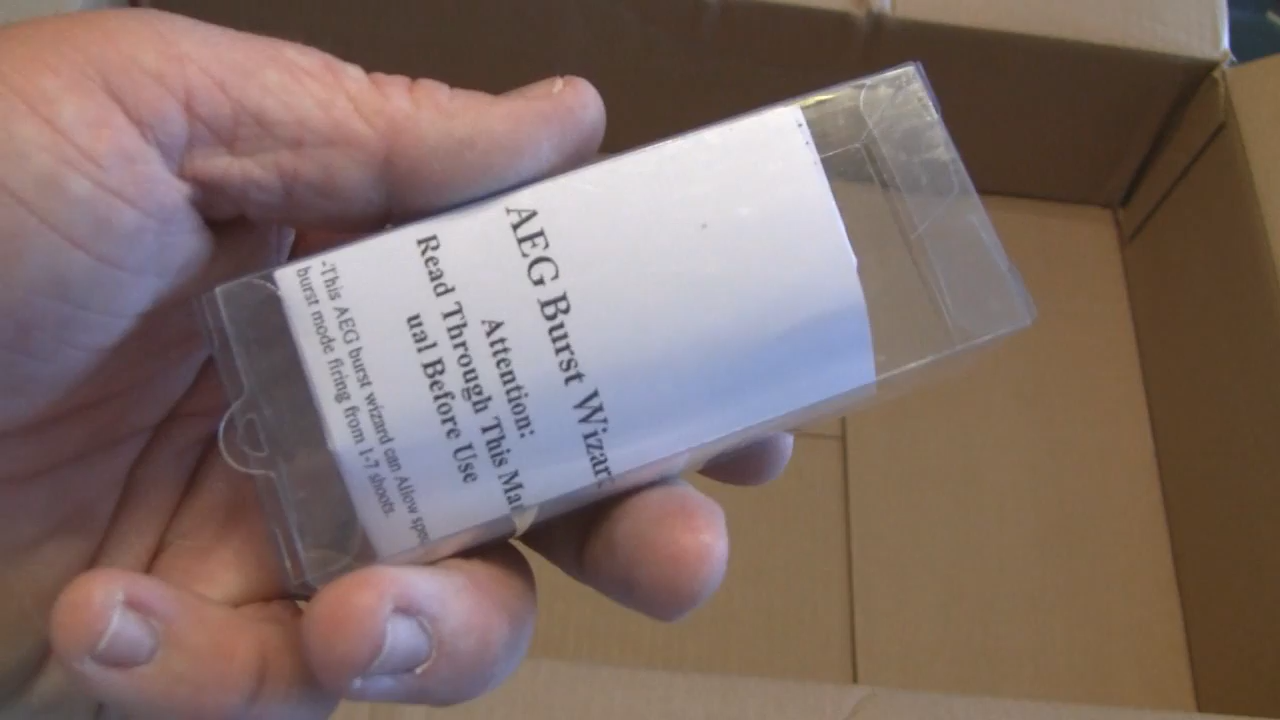 AEG Burst Wizar
Attention:
Read Through This Ma
ual Before Use
-This AEG burst wizard can Allow spe
burst mode firing from 1-7 shoots.